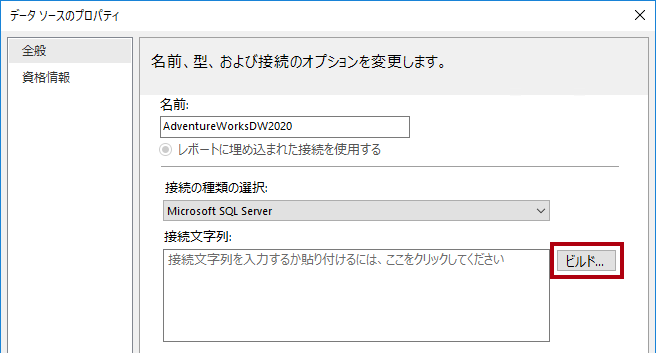 データ ソースのプロパティ
全般
資格情報
名前、型、および接続のオプションを変更します。
名前:
AdventureWorksDW2020
レポートに埋め込まれた接続を使用する
接続の種類の選択:
Microsoft SQL Server
接続文字列:
接続文字列を入力するか貼り付けるには、ここをクリックしてください
ビルド...